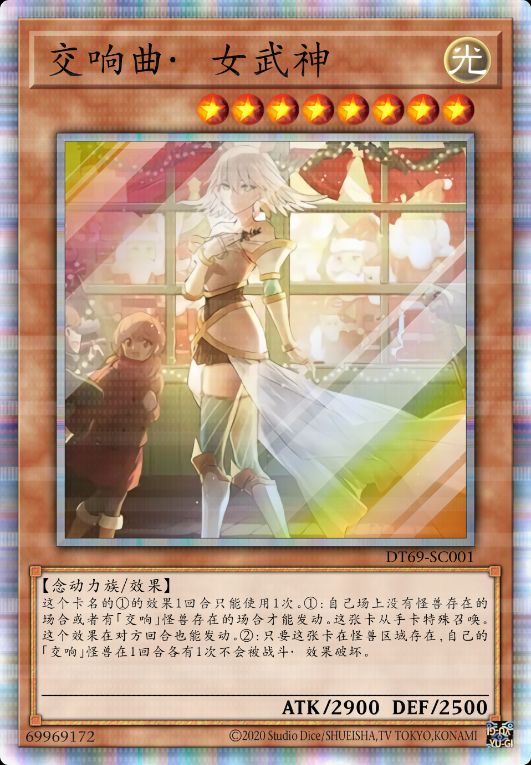 交响曲· 女武神
光
DT69-SC001
【念动力族/效果】
这个卡名的①的效果1回合只能使用1次。①:自己场上没有怪兽存在的
场合或者有「交响」怪兽存在的场合才能发动。这张卡从手卡特殊召唤。
这个效果在对方回合也能发动。②:只要这张卡在怪兽区域存在,自己的
「交响」怪兽在1回合各有1次不会被战斗·效果破坏。
ATK/2900 DEF/2500
69969172
©2020 Studio Dice/SHUEISHA,TV TOKYO,KONAMI